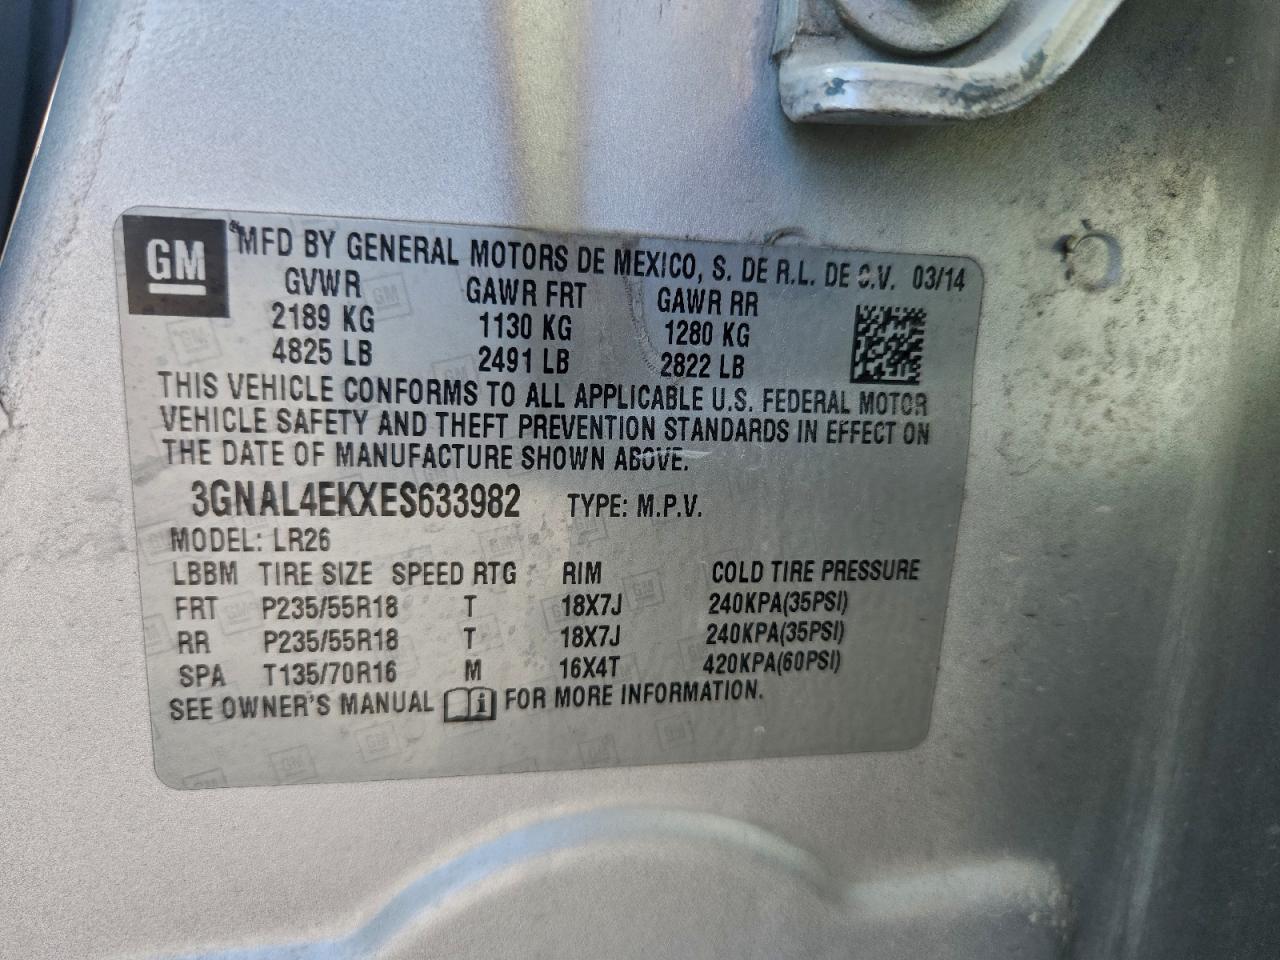 GM
MFD BY GENERAL MOTORS DE MEXICO, S. DE R.L. DE C.V. 03/14
GVWR GAWR FRT GAWR RR
2189 KG 1130 KG 1280 KG
4825 LB 2491 LB 2822 LB
THIS VEHICLE CONFORMS TO ALL APPLICABLE U.S. FEDERAL MOTOR
VEHICLE SAFETY AND THEFT PREVENTION STANDARDS IN EFFECT ON
THE DATE OF MANUFACTURE SHOWN ABOVE.
3GNAL4EKXES633982 TYPE: M.P.V.
MODEL: LR26
LBBM TIRE SIZE SPEED RTG RIM COLD TIRE PRESSURE
FRT P235/55R18 T 18X7J 240KPA(35PSI)
RR P235/55R18 T 18X7J 240KPA(35PSI)
SPA T135/70R16 M 16X4T 420KPA(60PSI)
SEE OWNER'S MANUAL i FOR MORE INFORMATION.